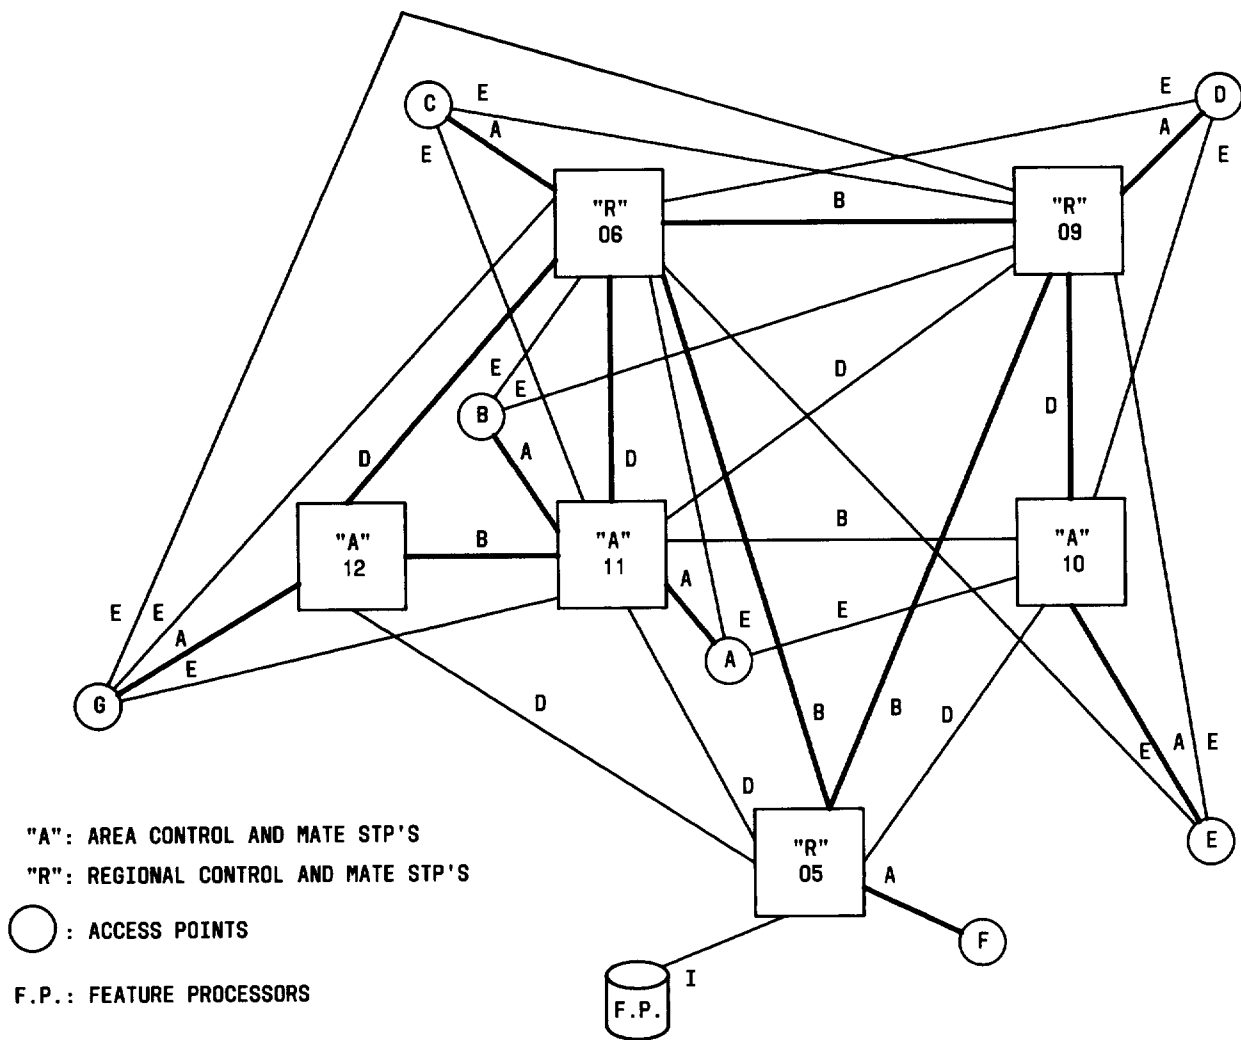 E
C
A
E
E
D
A
E
"R"
06
B
"R"
09
E
E
B
A
D
D
D
D
"A"
12
B
"A"
11
B
"A"
10
A
E
E
A
E
E
A
E
G
D
B
B
D
E
A
E
E
D
"R"
05
A
F
I
F.P.
"A": AREA CONTROL AND MATE STP'S
"R": REGIONAL CONTROL AND MATE STP'S
: ACCESS POINTS
F.P.: FEATURE PROCESSORS